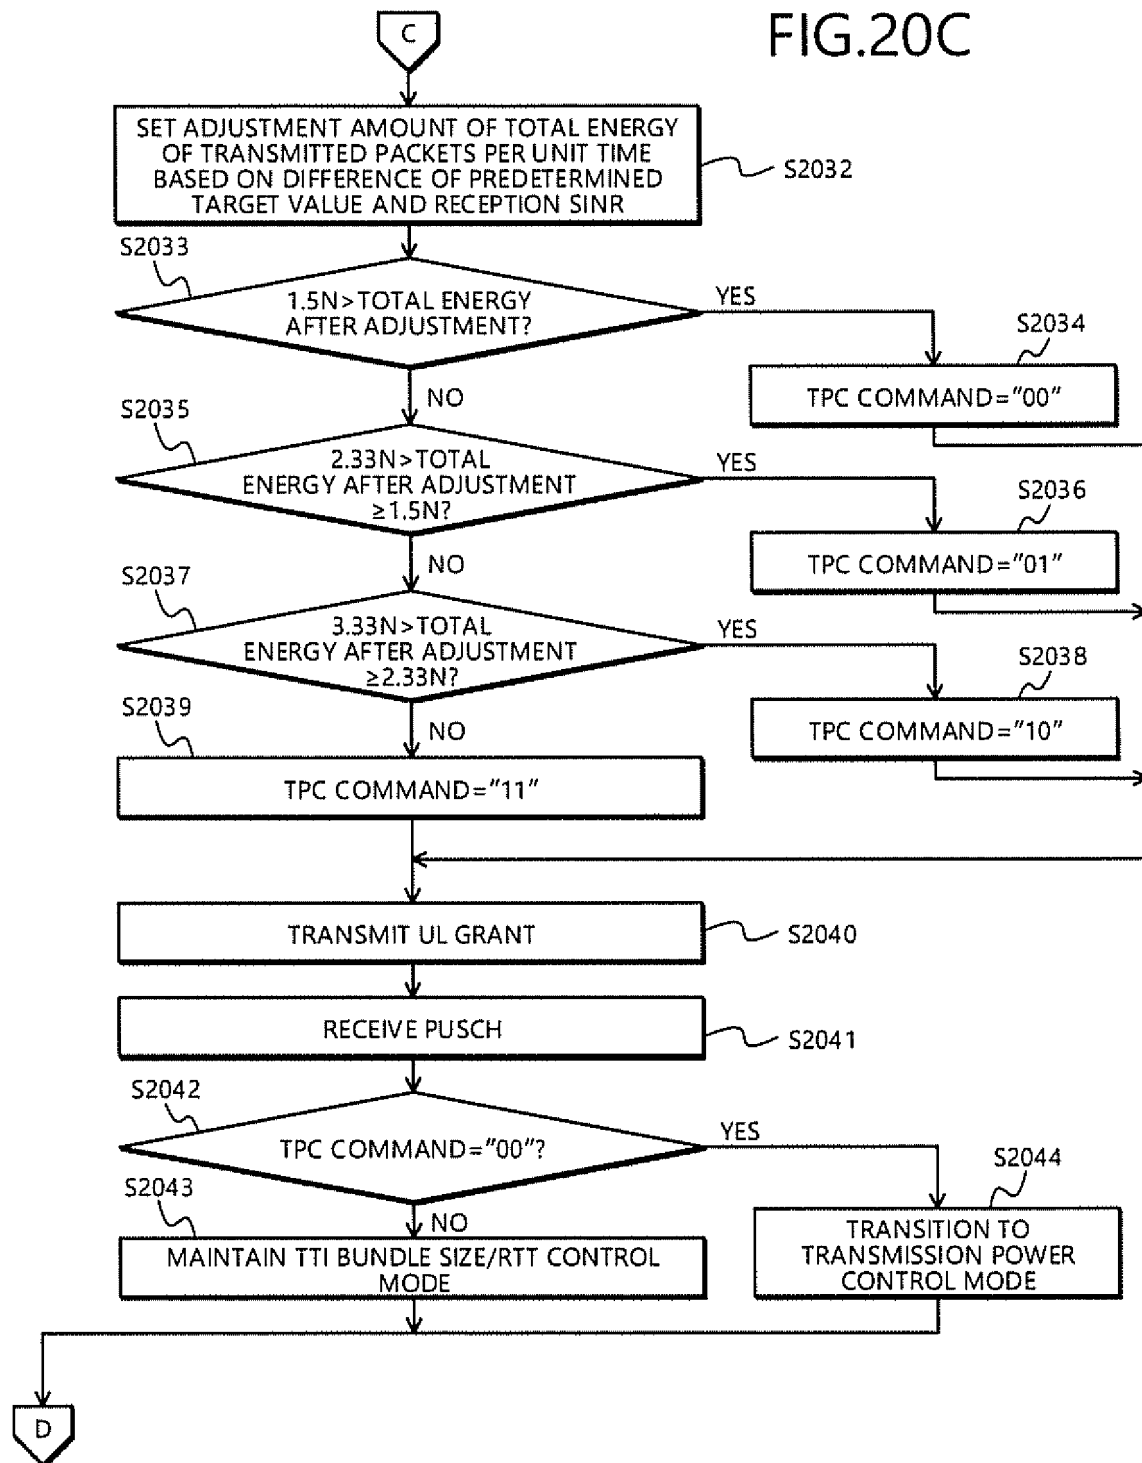 FIG.20C
C
SET ADJUSTMENT AMOUNT OF TOTAL ENERGY
OF TRANSMITTED PACKETS PER UNIT TIME
BASED ON DIFFERENCE OF PREDETERMINED
TARGET VALUE AND RECEPTION SINR
S2032
S2033
1.5N>TOTAL ENERGY
AFTER ADJUSTMENT?
YES
NO
S2034
TPC COMMAND="00"
S2035
2.33N>TOTAL
ENERGY AFTER ADJUSTMENT
≥1.5N?
YES
NO
S2036
TPC COMMAND="01"
S2037
3.33N>TOTAL
ENERGY AFTER ADJUSTMENT
≥2.33N?
YES
NO
S2038
TPC COMMAND="10"
S2039
TPC COMMAND="11"
TRANSMIT UL GRANT
S2040
RECEIVE PUSCH
S2041
S2042
TPC COMMAND="00"?
YES
NO
S2043
MAINTAIN TTI BUNDLE SIZE/RTT CONTROL
MODE
S2044
TRANSITION TO
TRANSMISSION POWER
CONTROL MODE
D